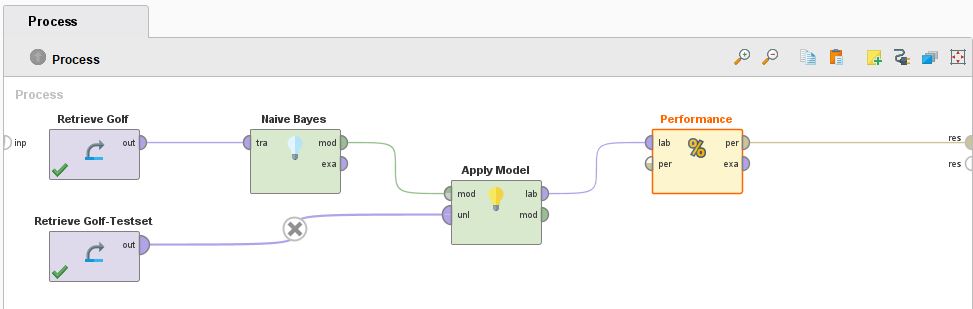 Process
Process
Process
Retrieve Golf
Naive Bayes
Performance
inp
out
tra
mod
exa
lab
per
per
exa
res
res
Apply Model
mod
lab
unl
mod
Retrieve Golf-Testset
out
%